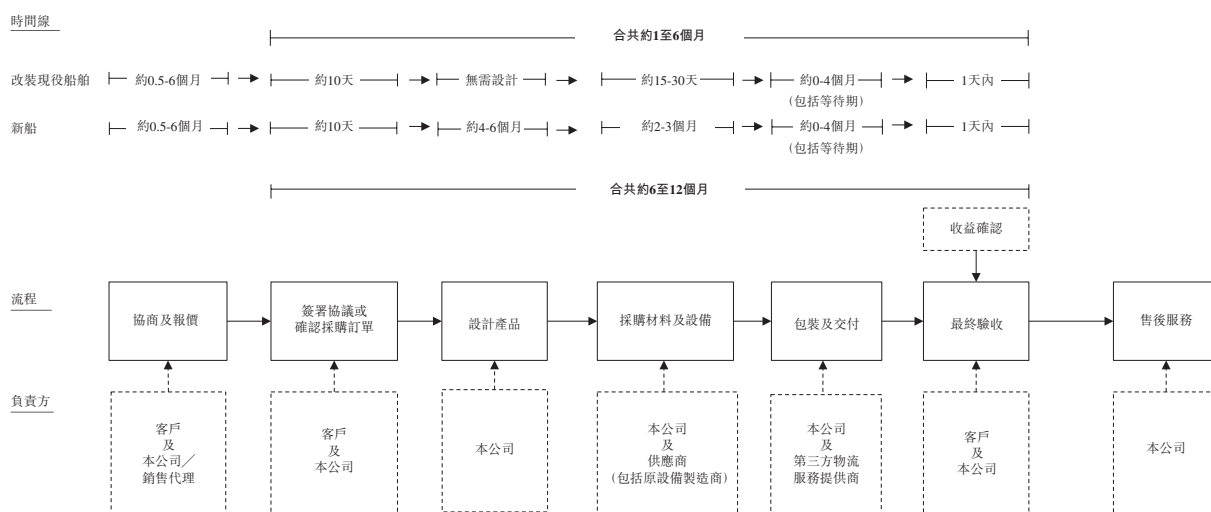 時間線
合共約1至6個月
改裝現役船舶 約0.5-6個月 約10天 無需設計 約15-30天 約0-4個月 1天內
(包括等待期)
新船 約0.5-6個月 約10天 約4-6個月 約2-3個月 約0-4個月 1天內
(包括等待期)
合共約6至12個月
收益確認
流程
協商及報價
簽署協議或
確認採購訂單
設計產品
採購材料及設備
包裝及交付
最終驗收
售後服務
負責方
客戶
及
本公司／
銷售代理
客戶
及
本公司
本公司
本公司
及
供應商
(包括原設備製造商)
本公司
及
第三方物流
服務提供商
客戶
及
本公司
本公司